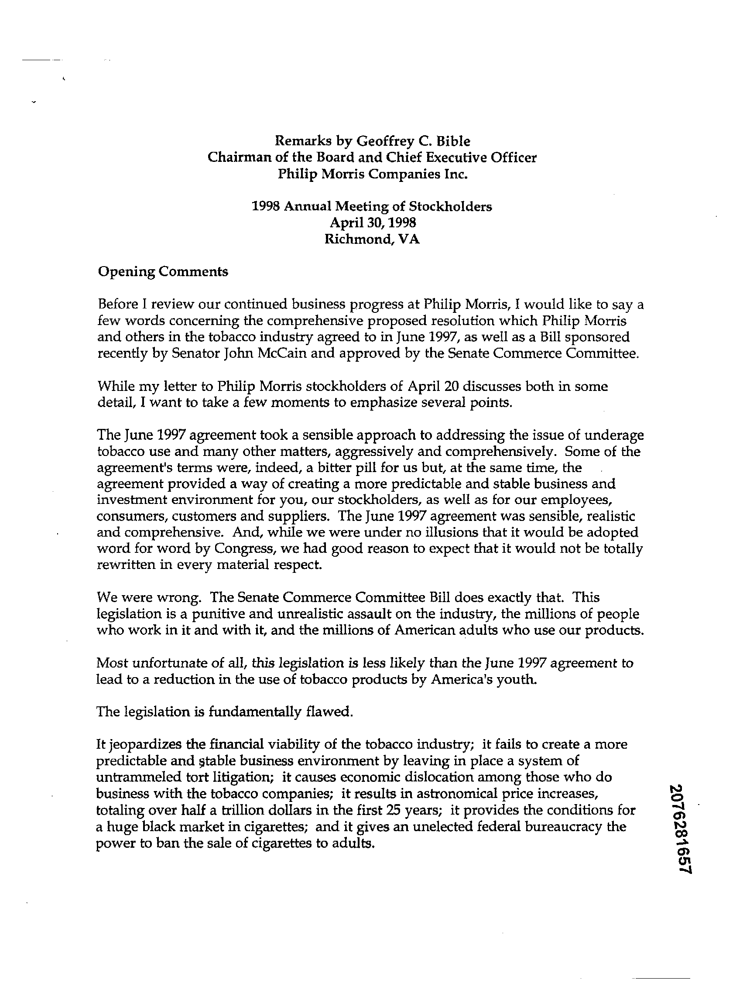 Remarks by Geoffrey C. Bible
Chairman of the Board and Chief Executive Officer
Philip Morris Companies Inc.
1998 Annual Meeting of Stockholders
April 30, 1998
Richmond, VA
Opening Comments
Before I review our continued business progress at Philip Morris, I would like to say a
few words concerning the comprehensive proposed resolution which Philip Morris
and others in the tobacco industry agreed to in June 1997, as well as a Bill sponsored
recently by Senator John McCain and approved by the Senate Commerce Committee.
While my letter to Philip Morris stockholders of April 20 discusses both in some
detail, I want to take a few moments to emphasize several points.
The June 1997 agreement took a sensible approach to addressing the issue of underage
tobacco use and many other matters, aggressively and comprehensively. Some of the
agreement's terms were, indeed, a bitter pill for us but, at the same time, the
agreement provided a way of creating a more predictable and stable business and
investment environment for you, our stockholders, as well as for our employees,
consumers, customers and suppliers. The June 1997 agreement was sensible, realistic
and comprehensive. And, while we were under no illusions that it would be adopted
word for word by Congress, we had good reason to expect that it would not be totally
rewritten in every material respect.
We were wrong. The Senate Commerce Committee Bill does exactly that. This
legislation is a punitive and unrealistic assault on the industry, the millions of people
who work in it and with it, and the millions of American adults who use our products.
Most unfortunate of all, this legislation is less likely than the June 1997 agreement to
lead to a reduction in the use of tobacco products by America's youth.
The legislation is fundamentally flawed.
It jeopardizes the financial viability of the tobacco industry; it fails to create a more
predictable and stable business environment by leaving in place a system of
untrammeled tort litigation; it causes economic dislocation among those who do
business with the tobacco companies; it results in astronomical price increases,
totaling over half a trillion dollars in the first 25 years; it provides the conditions for
a huge black market in cigarettes; and it gives an unelected federal bureaucracy the
power to ban the sale of cigarettes to adults.
2076281657